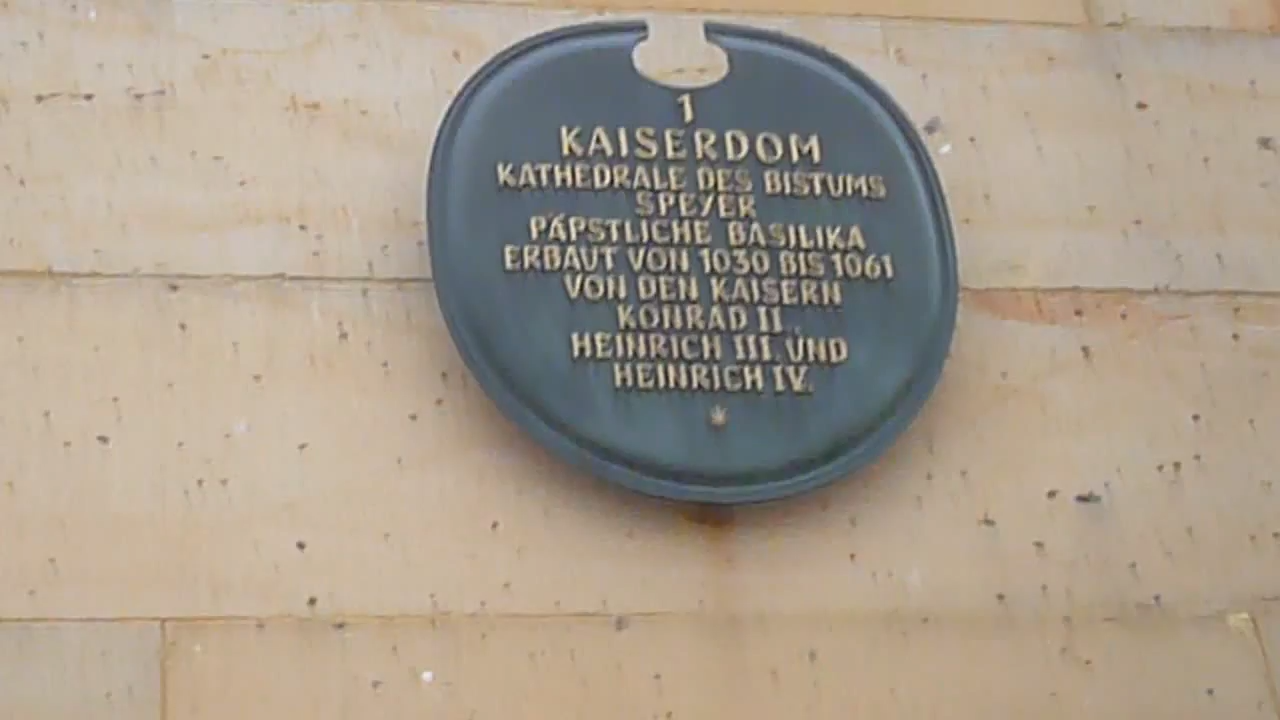 1
KAISERDOM
KATHEDRALE DES BISTUMS
SPEYER
PÄPSTLICHE BASILIKA
ERBAUT VON 1030 BIS 1061
VON DEN KAISERN
KONRAD II.,
HEINRICH III. UND
HEINRICH IV.